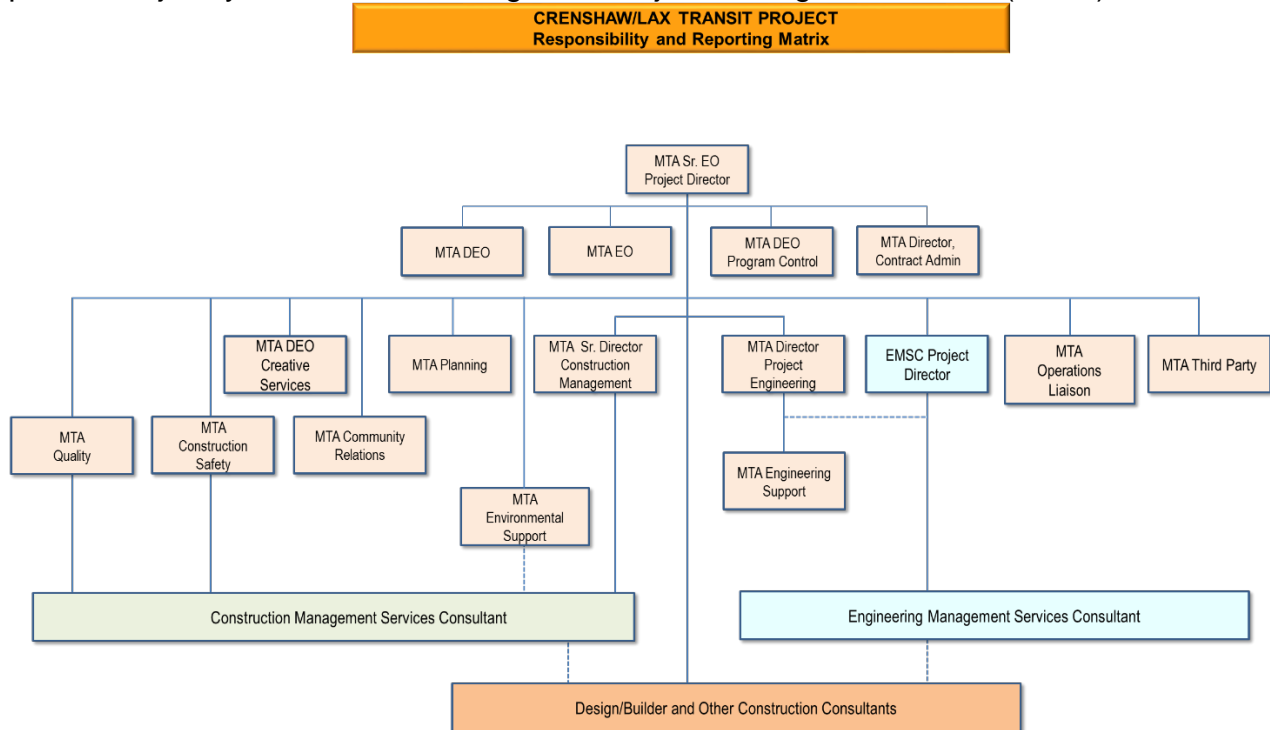 CRENSHAW/LAX TRANSIT PROJECT
Responsibility and Reporting Matrix
MTA Sr. EO
Project Director
MTA DEO
MTA EO
MTA DEO
Program Control
MTA Director,
Contract Admin
MTA DEO
Creative
Services
MTA Planning
MTA Sr. Director
Construction
Management
MTA Director
Project
Engineering
EMSC Project
Director
MTA
Operations
Liaison
MTA Third Party
MTA
Quality
MTA
Construction
Safety
MTA Community
Relations
MTA Engineering
Support
MTA
Environmental
Support
Construction Management Services Consultant
Engineering Management Services Consultant
Design/Builder and Other Construction Consultants